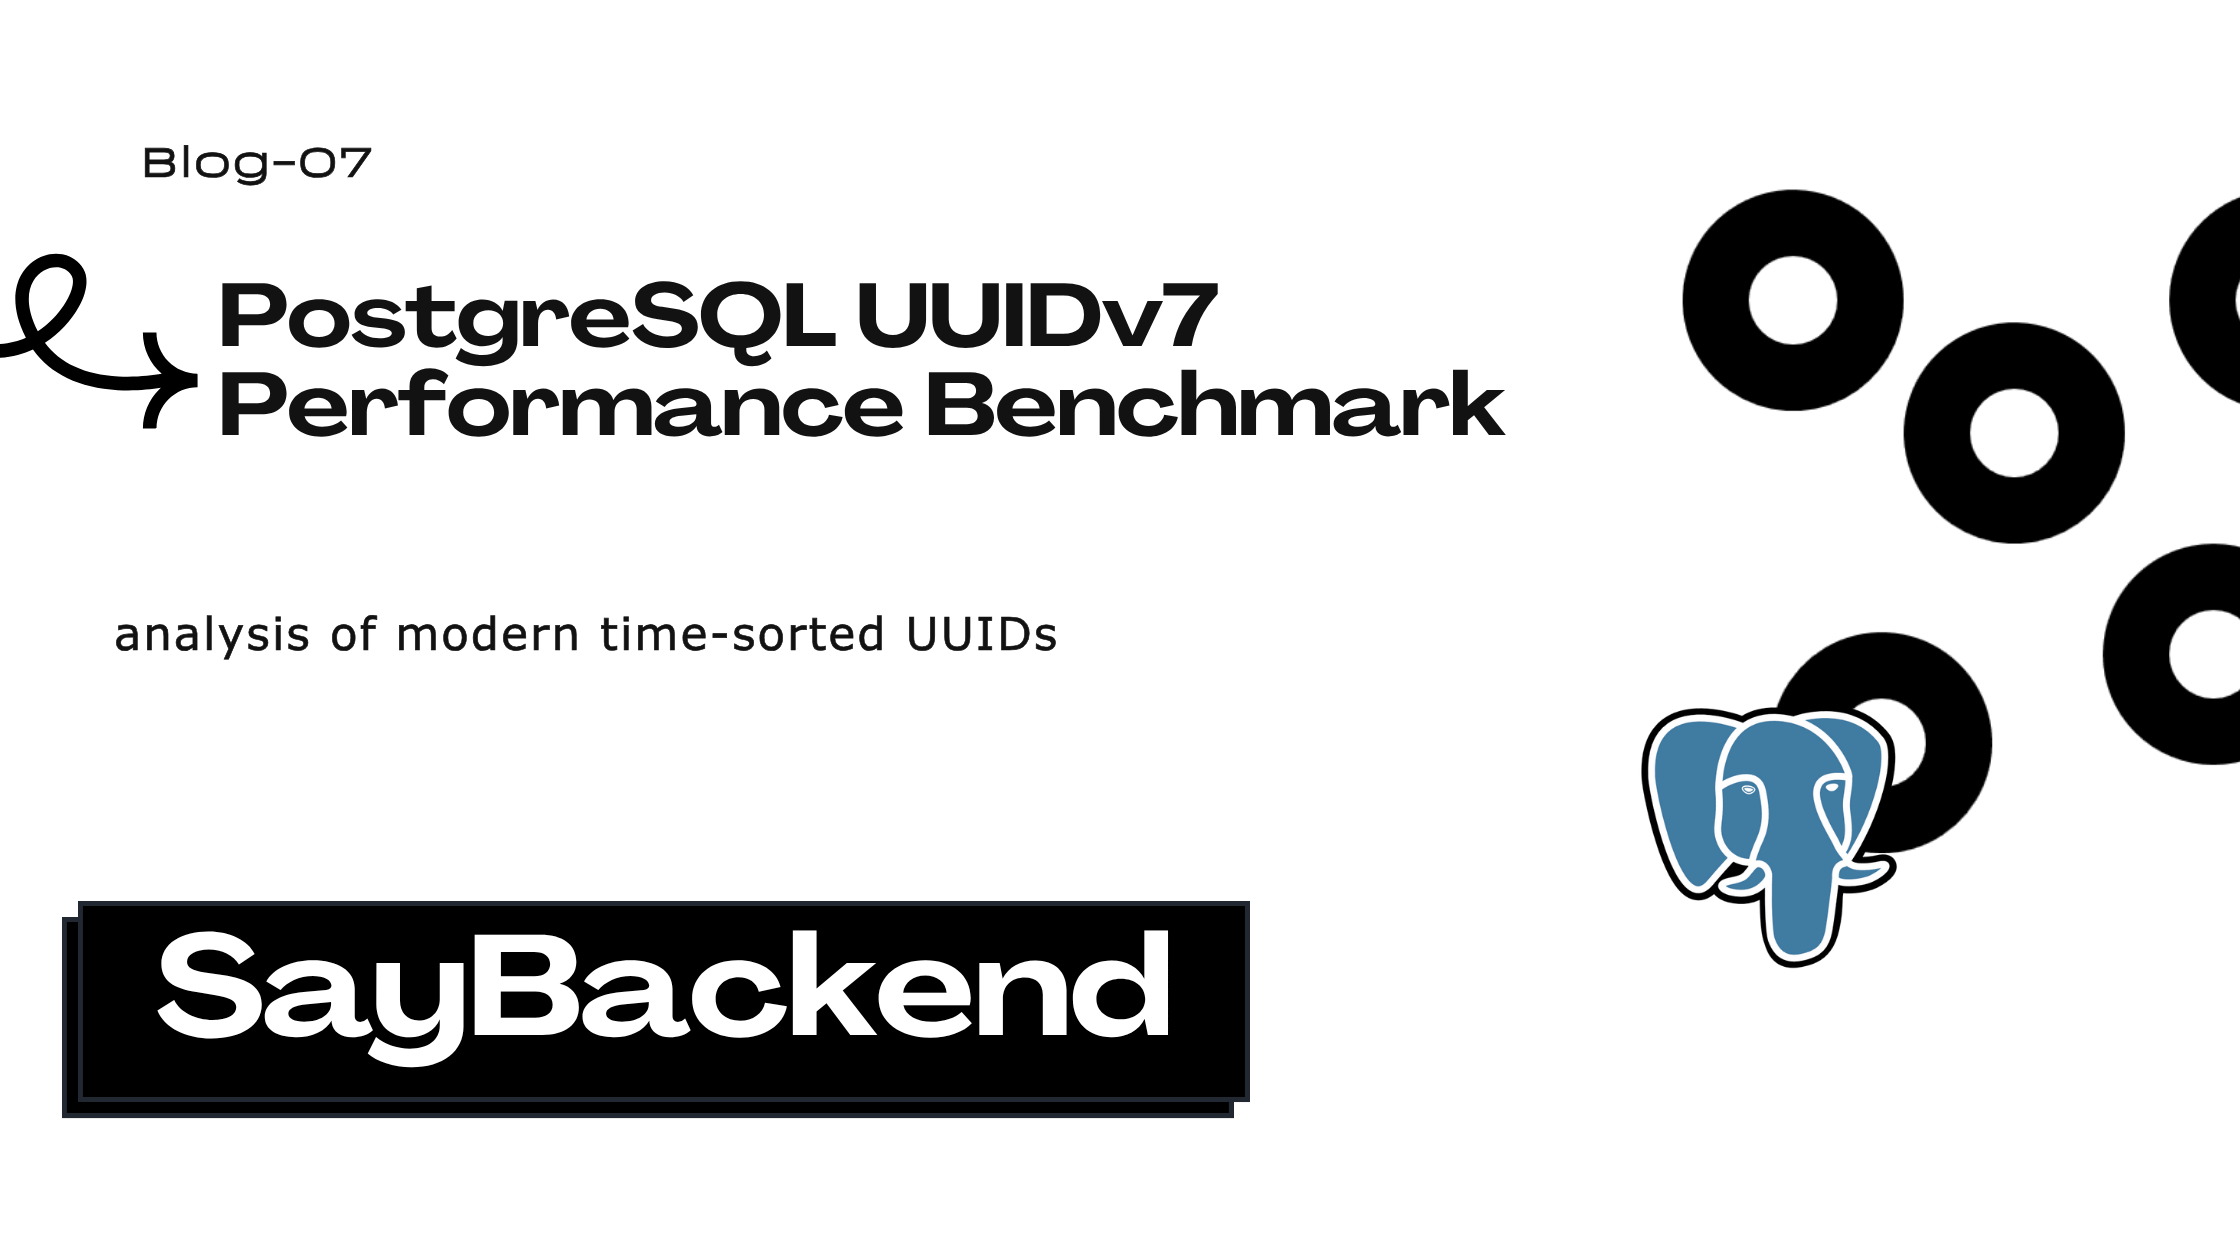 Blog-07
PostgreSQL UUIDv7
Performance Benchmark
analysis of modern time-sorted UUIDs
SayBackend